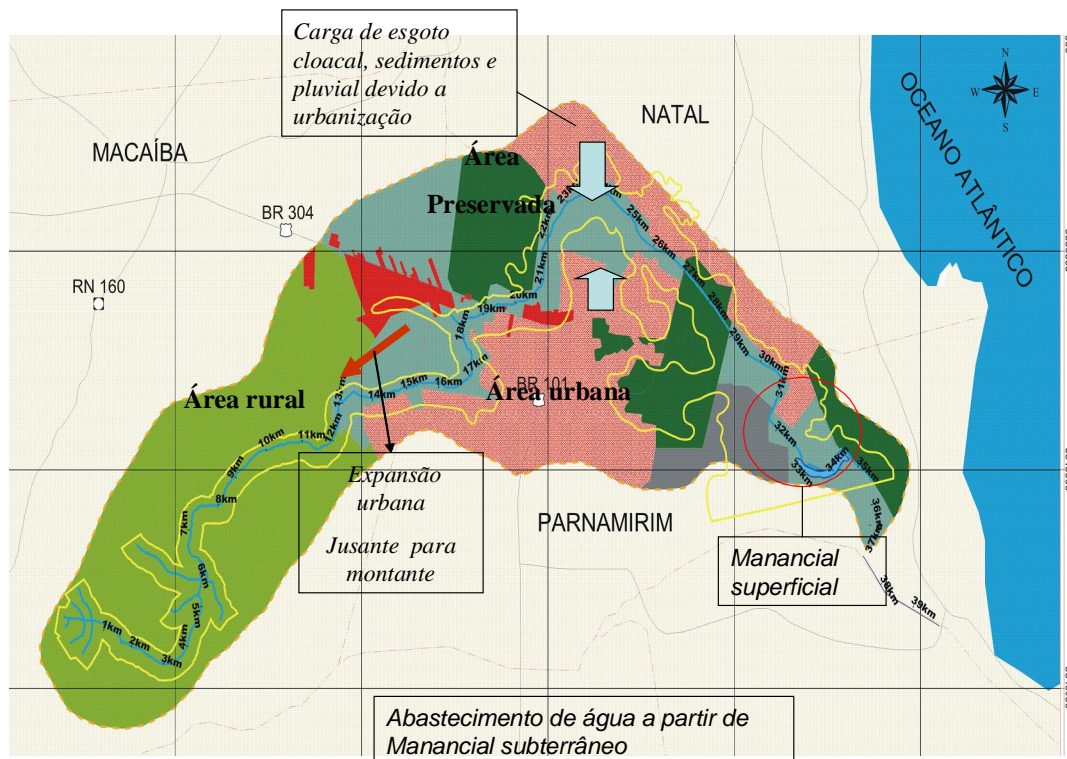 Carga de esgoto
cloacal, sedimentos e
pluvial devido a
urbanização
NATAL
MACAÍBA
OCEANO ATLÂNTICO
N
W
E
S
Área
Preservada
BR 304
RN 160
Área rural
Área urbana
BR 101
Expansão
urbana
Jusante para
montante
PARNAMIRIM
Manancial
superficial
Abastecimento de água a partir de
Manancial subterrâneo
1km
2km
3km
4km
5km
6km
7km
8km
9km
10km
11km
12km
14km
15km
16km
17km
18km
19km
20km
21km
22km
25km
26km
27km
28km
29km
30km
31km
32km
33km
34km
35km
36km
37km
38km
39km